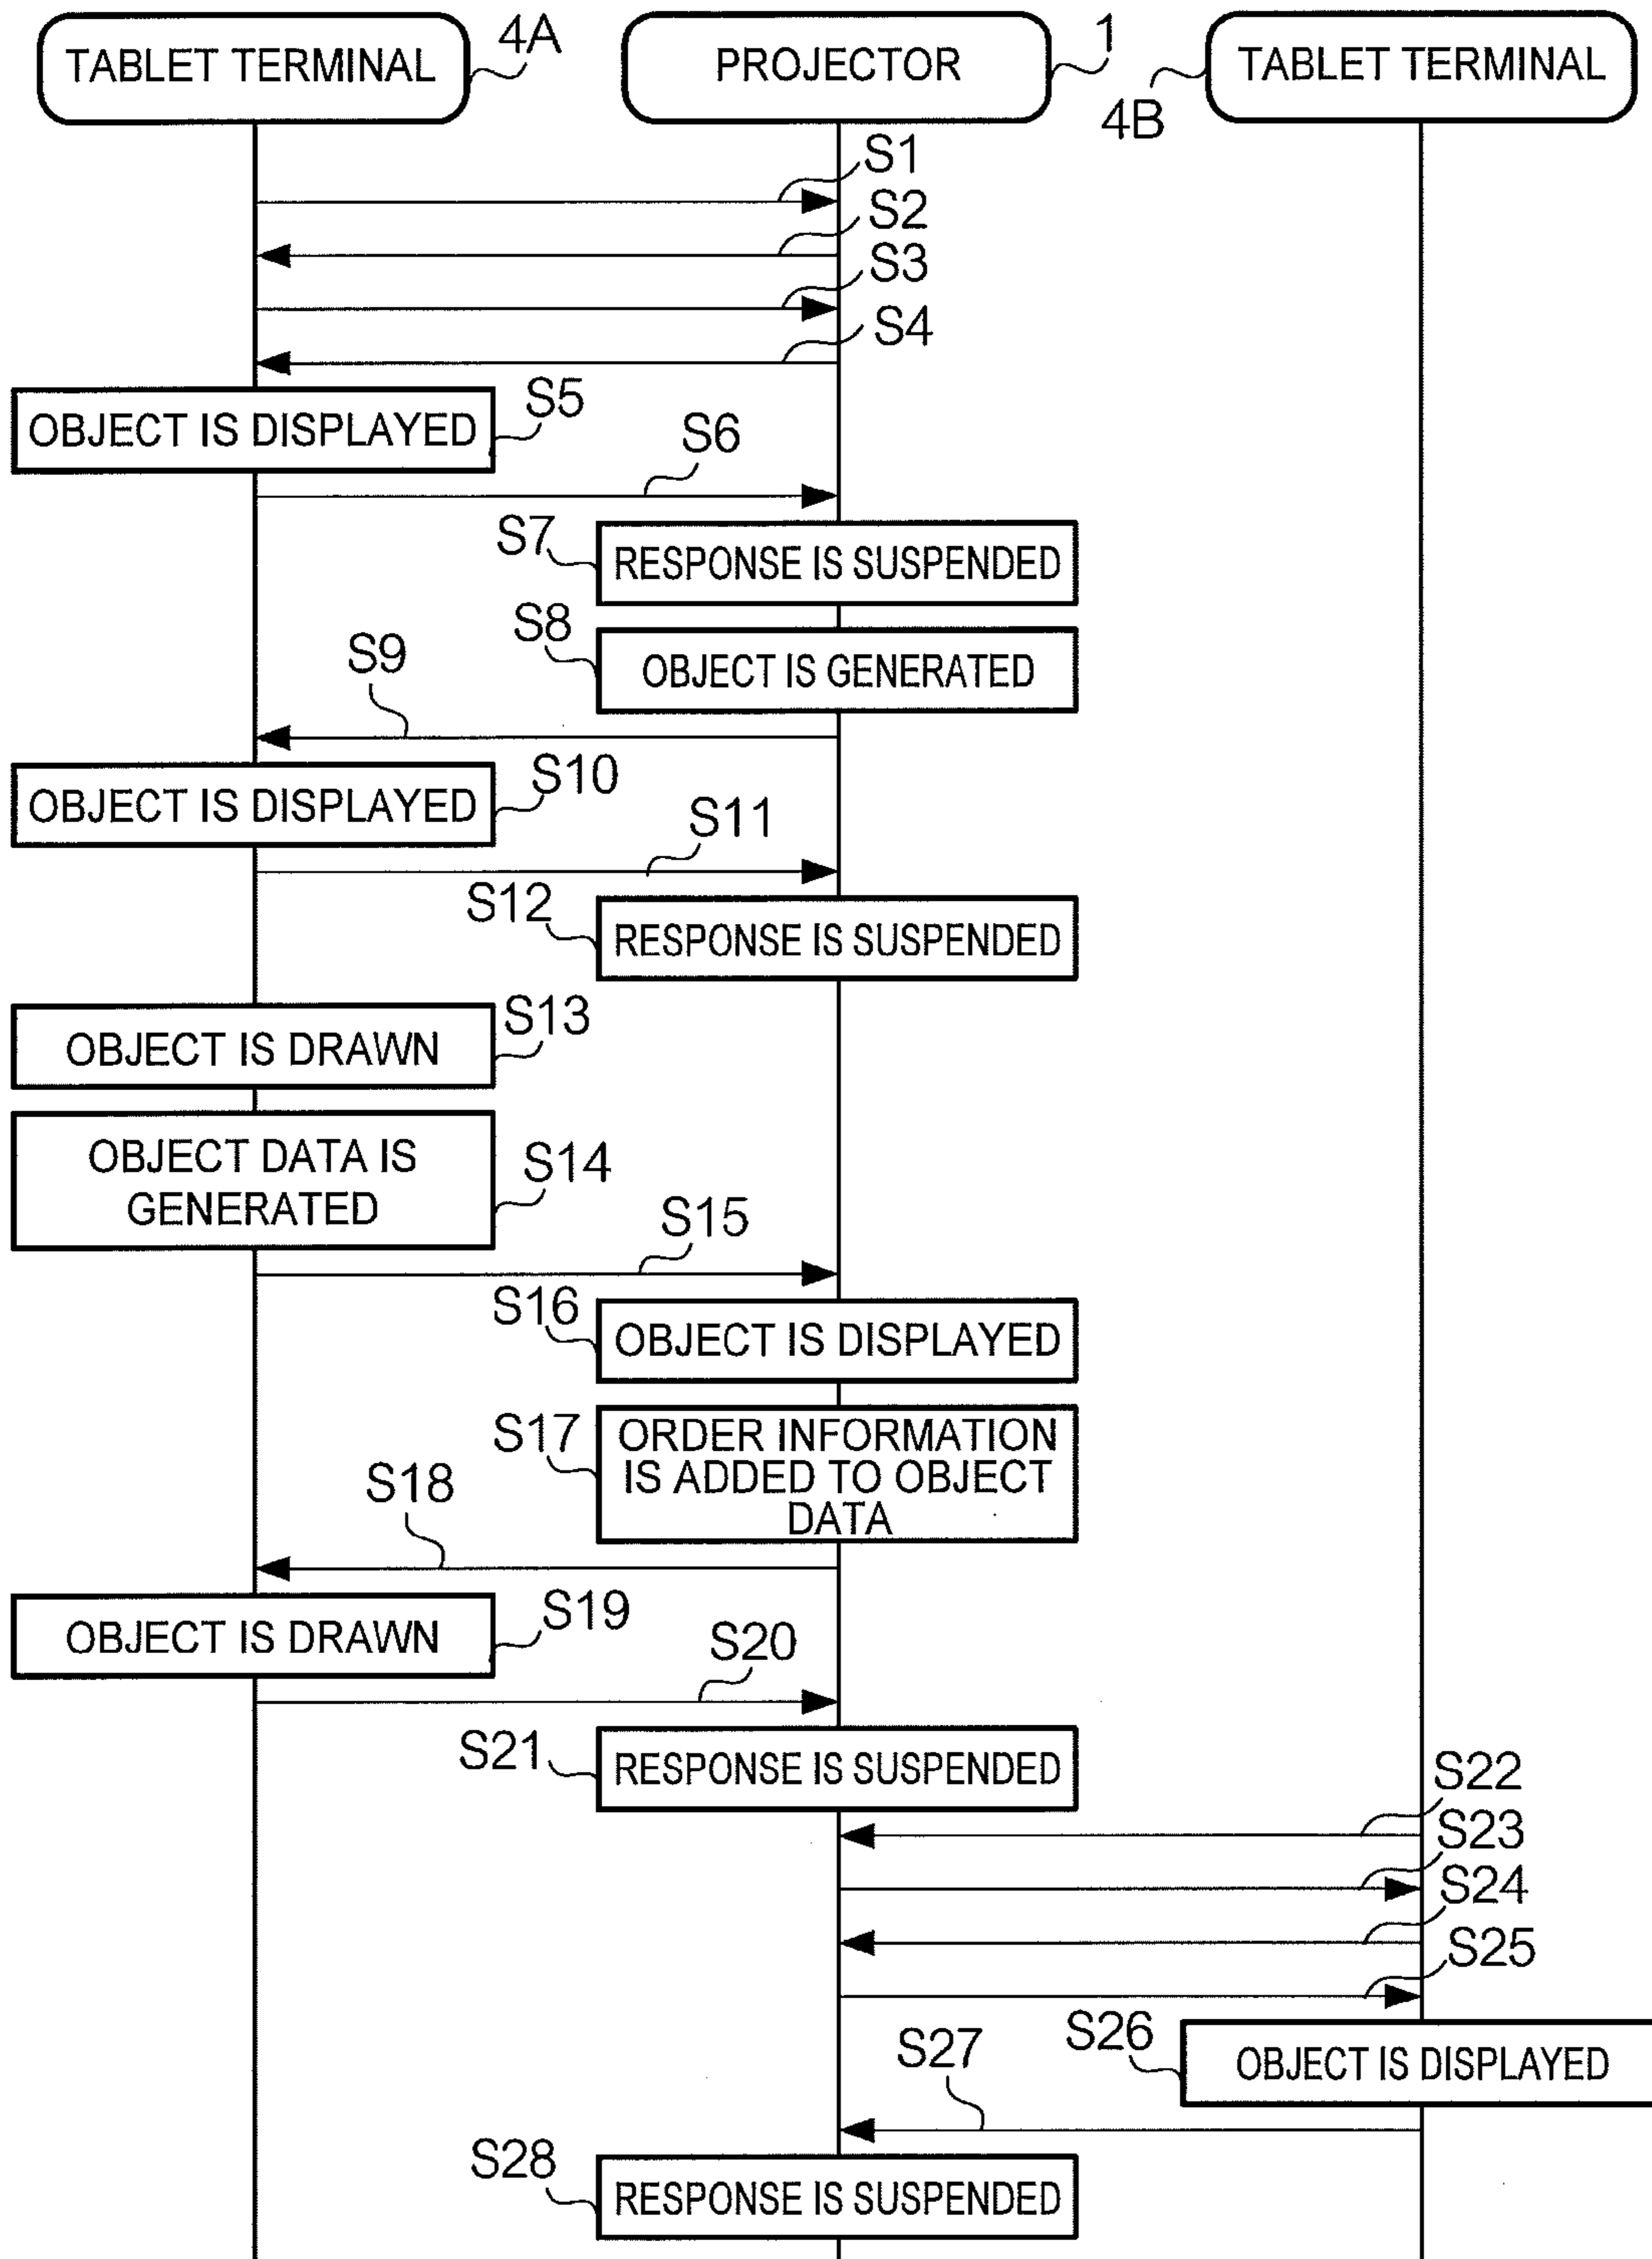 TABLET TERMINAL 4A
PROJECTOR 1
TABLET TERMINAL
4B
S1
S2
S3
S4
OBJECT IS DISPLAYED S5
S6
S7 RESPONSE IS SUSPENDED
S8 OBJECT IS GENERATED
S9
OBJECT IS DISPLAYED S10
S11
S12 RESPONSE IS SUSPENDED
OBJECT IS DRAWN S13
OBJECT DATA IS
GENERATED
S14
S15
S16 OBJECT IS DISPLAYED
S17
ORDER INFORMATION
IS ADDED TO OBJECT
DATA
S18
OBJECT IS DRAWN S19
S20
S21 RESPONSE IS SUSPENDED
S22
S23
S24
S25
S26 OBJECT IS DISPLAYED
S27
S28 RESPONSE IS SUSPENDED